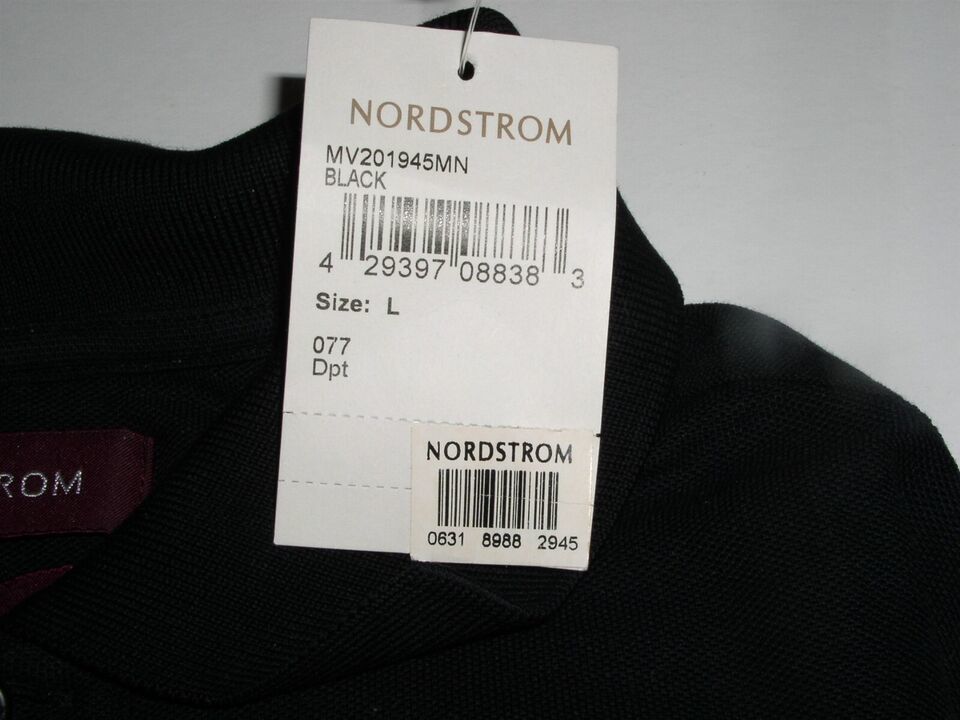 NORDSTROM
MV201945MN
BLACK
4 29397 08838 3
Size: L
077
Dpt
NORDSTROM
0631 8988 2945
ROM